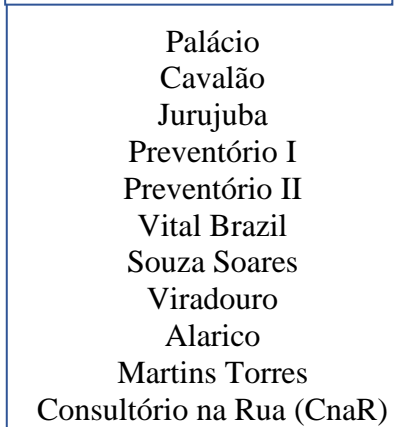 Palácio
Cavalão
Jurujuba
Preventório I
Preventório II
Vital Brazil
Souza Soares
Viradouro
Alarico
Martins Torres
Consultório na Rua (CnaR)